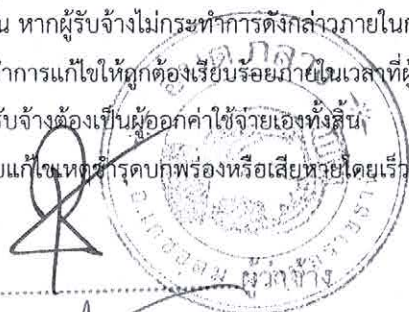 น หากผู้รับจ้างไม่กระทำการดังกล่าวภายในก
ำการแก้ไขให้ถูกต้องเรียบร้อยภายในเวลาที่ผู้
รับจ้างต้องเป็นผู้ออกค่าใช้จ่ายเองทั้งสิ้น
บแก้ไขเหตุชำรุดบกพร่องหรือเสียหายโดยเร็ว
ผู้ว่าจ้าง